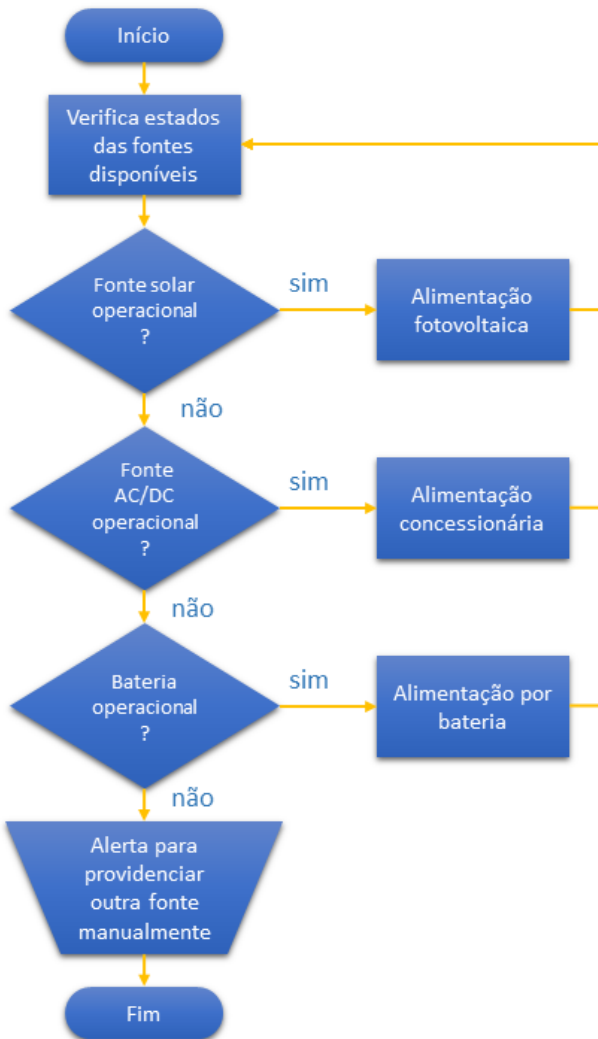 Início
Verifica estados
das fontes
disponíveis
Fonte solar
operacional
?
sim
Alimentação
fotovoltaica
não
Fonte
AC/DC
operacional
?
sim
Alimentação
concessionária
não
Bateria
operacional
?
sim
Alimentação por
bateria
não
Alerta para
providenciar
outra fonte
manualmente
Fim